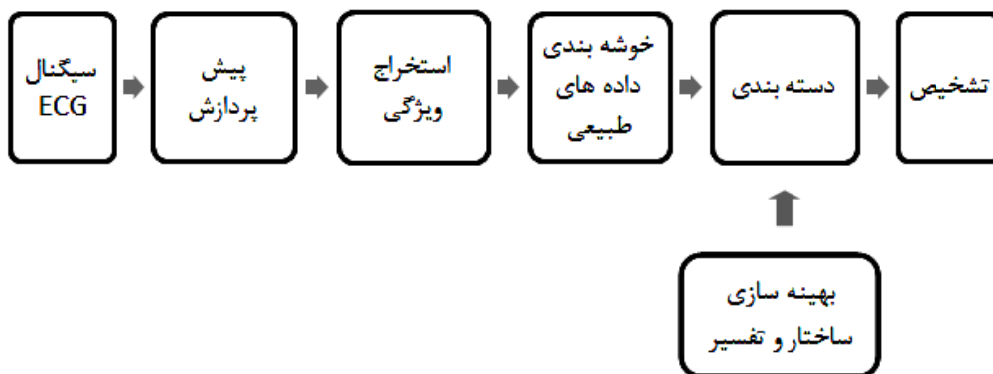 سیگنال
ECG
پیش
پردازش
استخراج
ویژگی
خوشه بندی
داده های
طبیعی
دسته بندی
تشخیص
بهینه سازی
ساختار و تفسیر